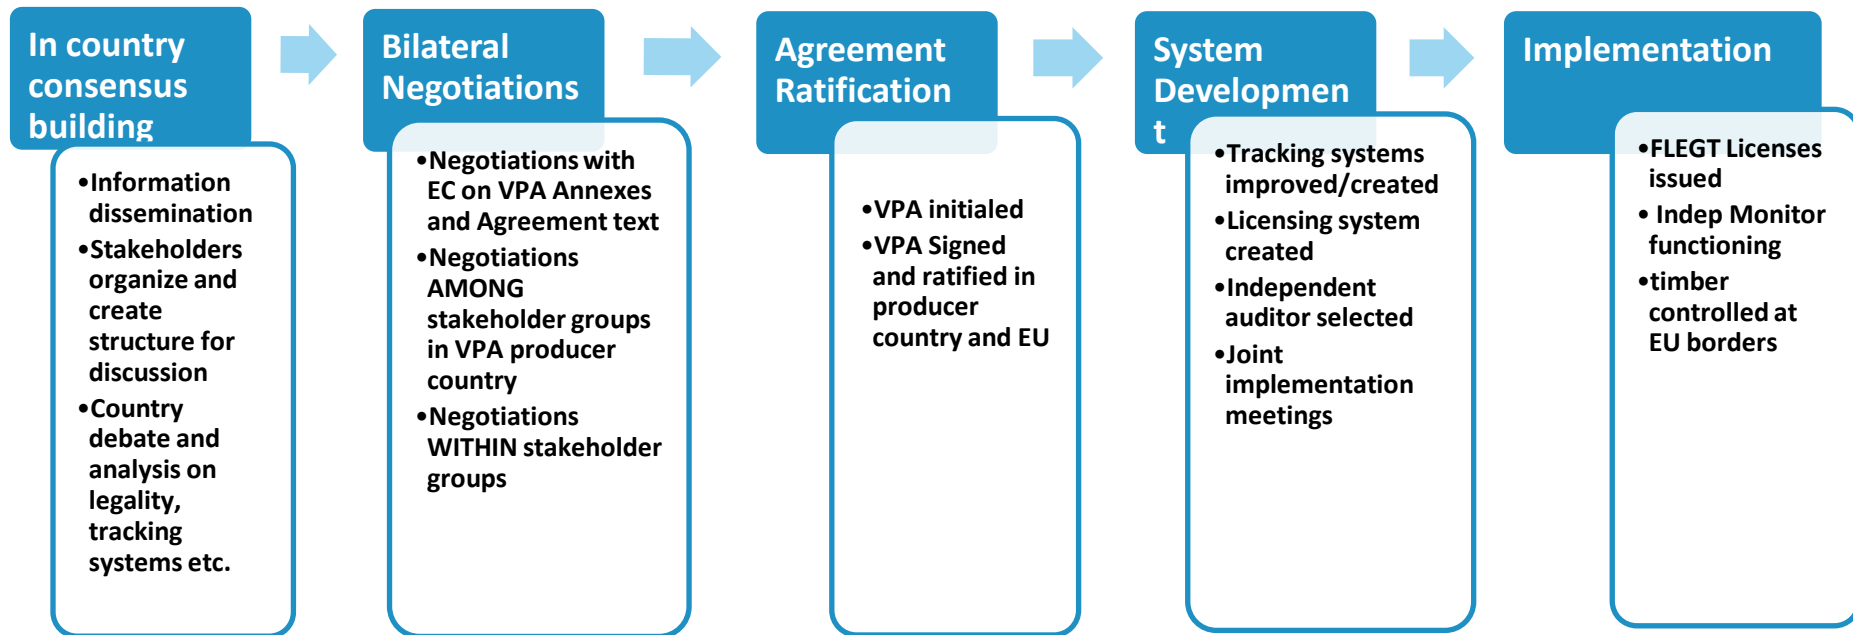 In country
consensus
building
•Information
dissemination
•Stakeholders
organize and
create
structure for
discussion
•Country
debate and
analysis on
legality,
tracking
systems etc.
Bilateral
Negotiations
•Negotiations with
EC on VPA Annexes
and Agreement text
•Negotiations
AMONG
stakeholder groups
in VPA producer
country
•Negotiations
WITHIN stakeholder
groups
Agreement
Ratification
•VPA initialed
•VPA Signed
and ratified in
producer
country and EU
System
Developmen
t
•Tracking systems
improved/created
•Licensing system
created
•Independent
auditor selected
•Joint
implementation
meetings
Implementation
•FLEGT Licenses
issued
• Indep Monitor
functioning
•timber
controlled at
EU borders